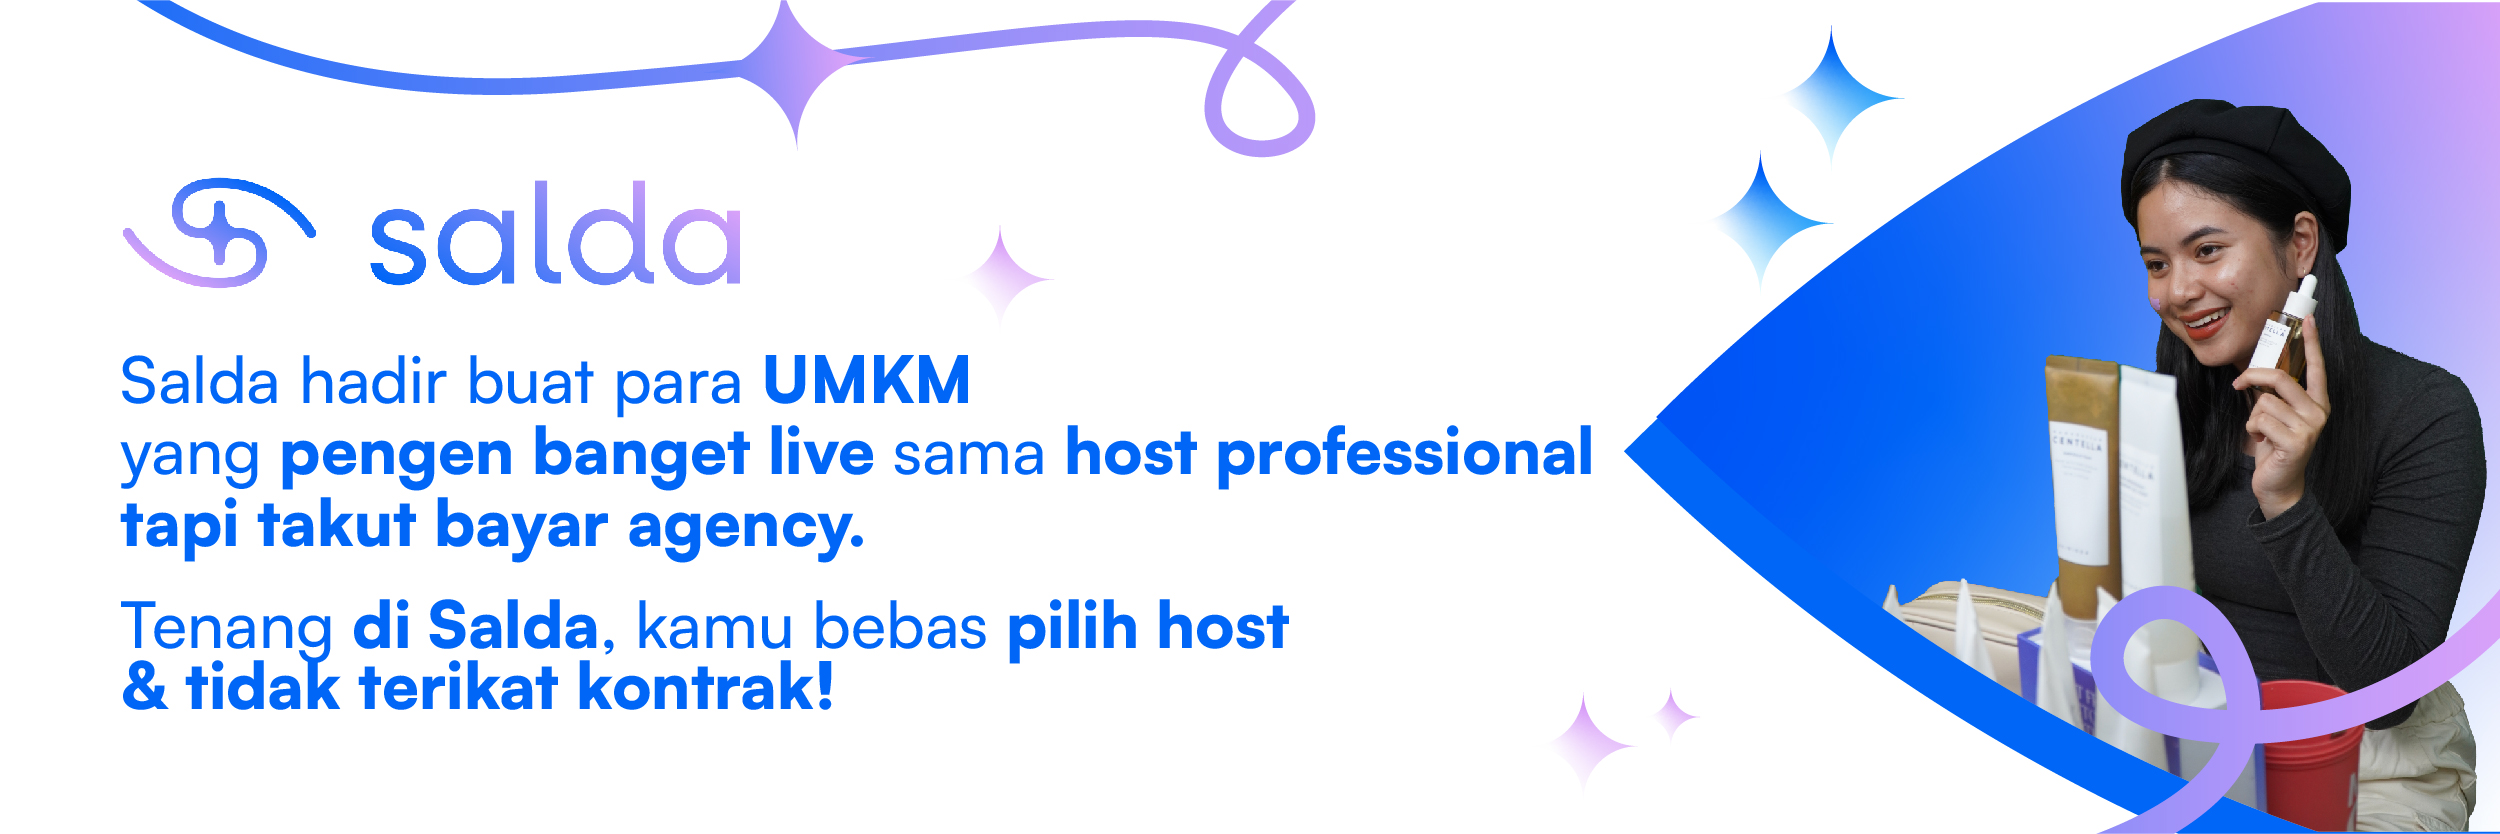 salda
Salda hadir buat para UMKM
yang pengen banget live sama host professional
tapi takut bayar agency.
Tenang di Salda, kamu bebas pilih host
& tidak terikat kontrak!
CENTELLA